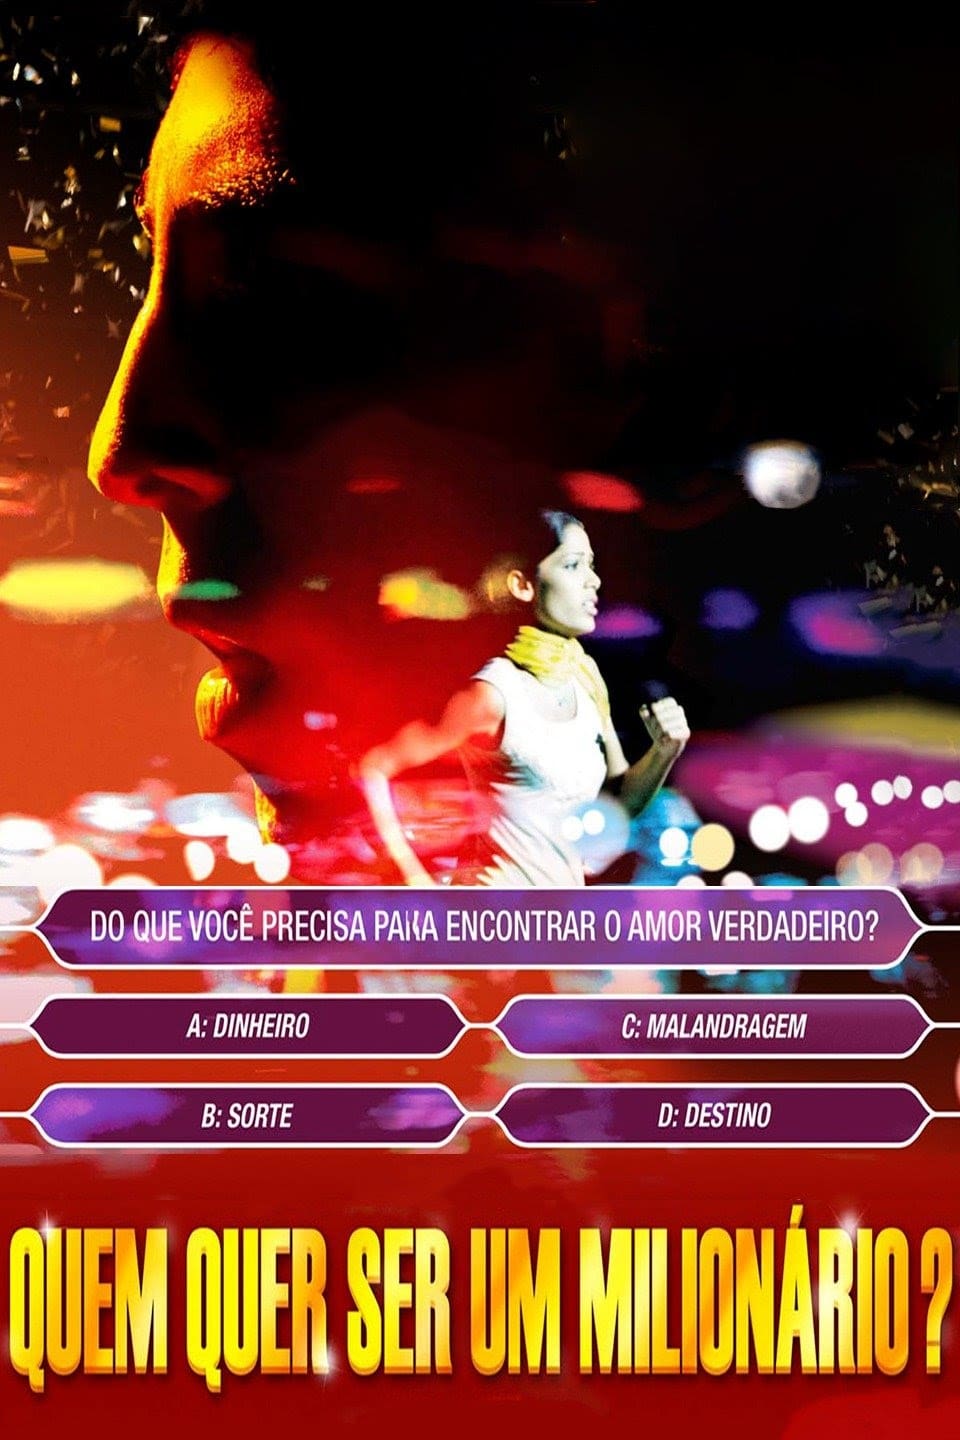 DO QUE VOCÊ PRECISA PARA ENCONTRAR O AMOR VERDADEIRO?
A: DINHEIRO
C: MALANDRAGEM
B: SORTE
D: DESTINO
QUEM QUER SER UM MILIONÁRIO?